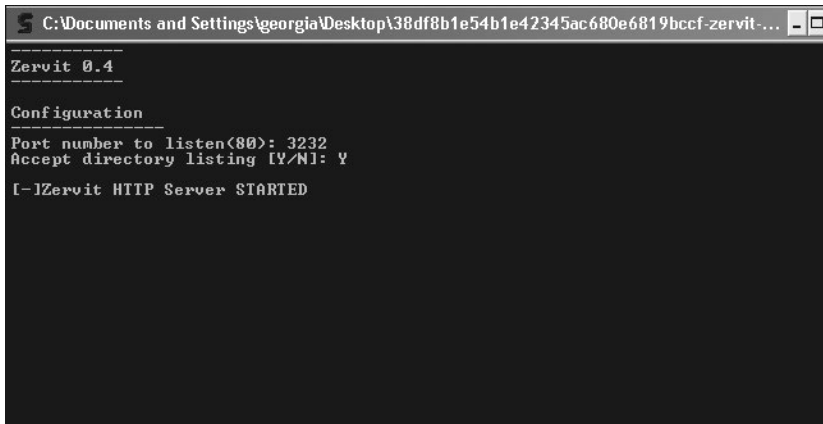 C:\Documents and Settings\georgia\Desktop\38df8b1e54b1e42345ac680e6819bccf-zervit-...
-----------
Zervit 0.4
-----------
Configuration
---------------
Port number to listen(80): 3232
Accept directory listing [Y/N]: Y
[-]Zervit HTTP Server STARTED